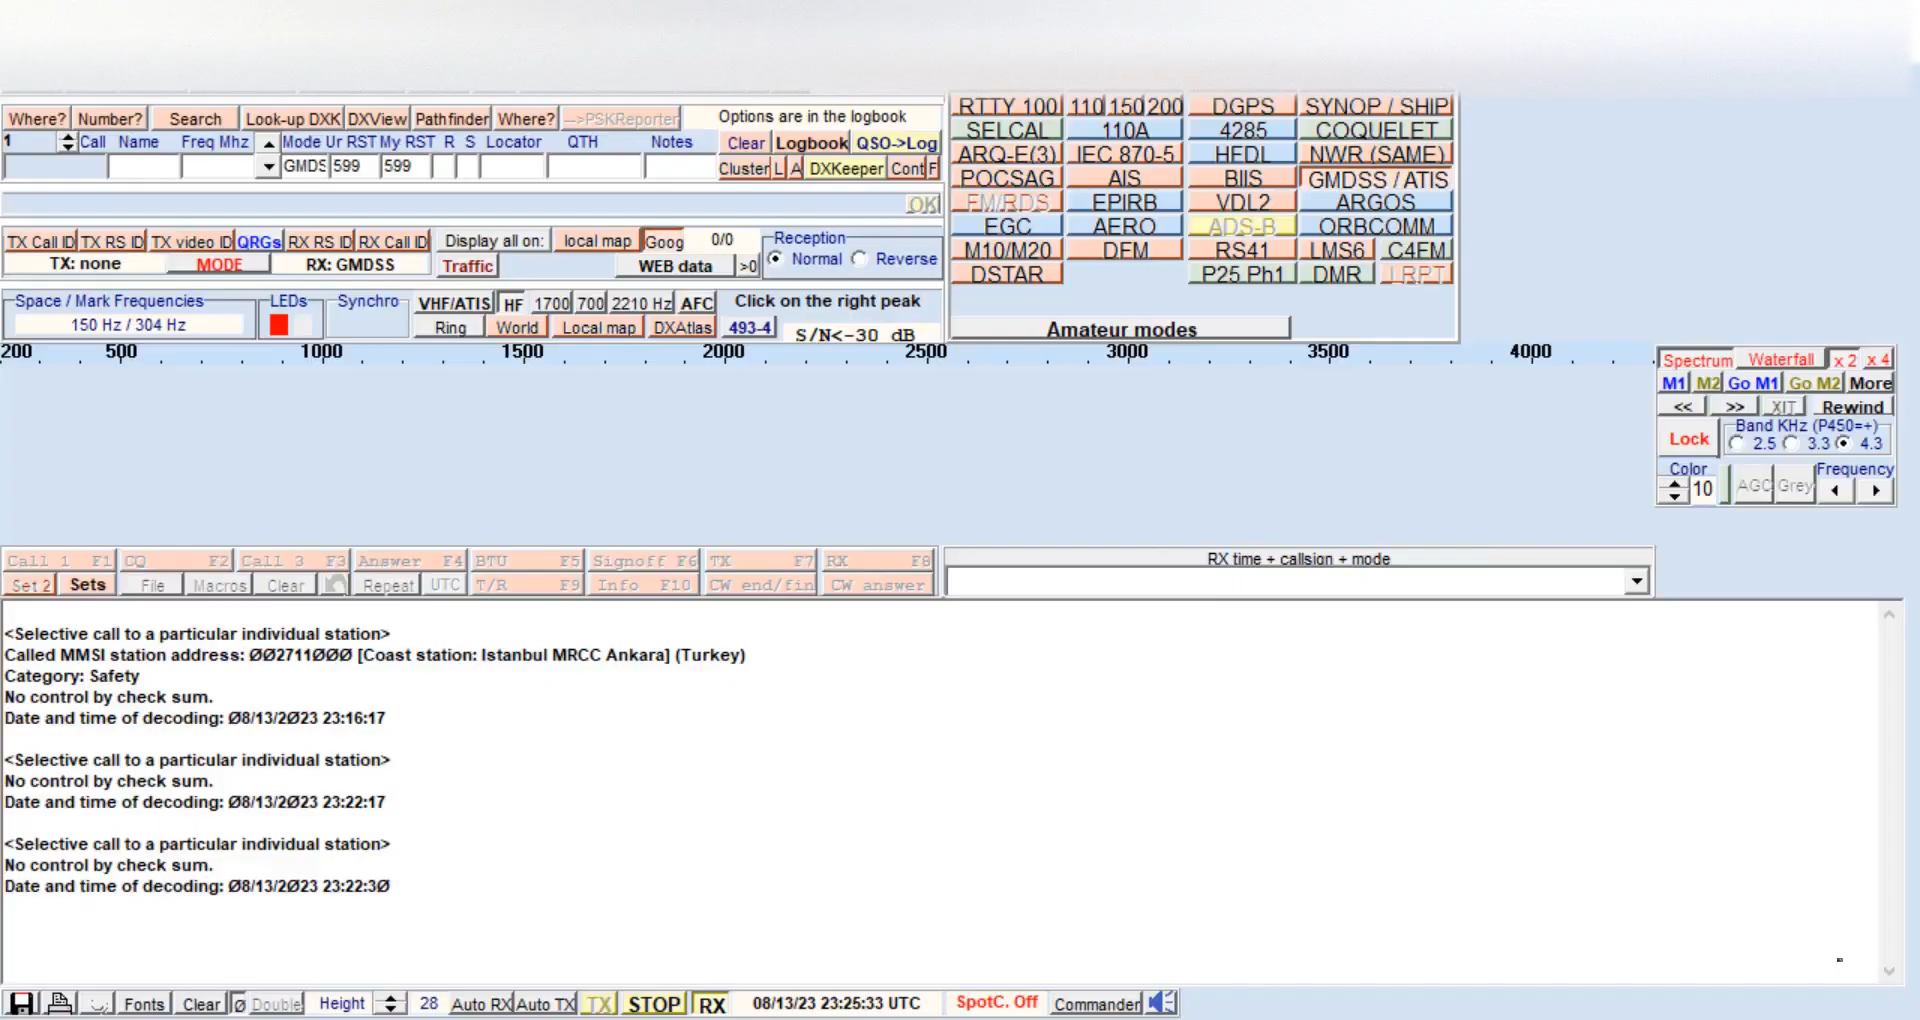 Where? Number? Search Look-up DXK DXView Pathfinder Where? -->PSKReporter Options are in the logbook
1 Call Name Freq Mhz Mode Ur RST My RST R S Locator QTH Notes Clear Logbook QSO->Log
GMDS 599 599 Cluster L A DXKeeper Cont F
OK
TX Call ID TX RS ID TX video ID QRGs RX RS ID RX Call ID Display all on: local map Goog 0/0 Reception
TX: none MODE RX: GMDSS Traffic WEB data >0 Normal Reverse
Space / Mark Frequencies LEDs Synchro VHF/ATIS HF 1700 700 2210 Hz AFC Click on the right peak
150 Hz / 304 Hz Ring World Local map DXAtlas 493-4 S/N<-30 dB
RTTY 100 110 150 200 DGPS SYNOP / SHIP
SELCAL 110A 4285 COQUELET
ARQ-E(3) IEC 870-5 HFDL NWR (SAME)
POCSAG AIS BIIS GMDSS / ATIS
FM/RDS EPIRB VDL2 ARGOS
EGC AERO ADS-B ORBCOMM
M10/M20 DFM RS41 LMS6 C4FM
DSTAR P25 Ph1 DMR LRPT
Amateur modes
200 500 1000 1500 2000 2500 3000 3500 4000
Spectrum Waterfall x 2 x 4
M1 M2 Go M1 Go M2 More
<< >> XIT Rewind
Lock Band KHz (P450=+)
2.5 3.3 4.3
Color Frequency
10 AGC Grey
Call 1 F1 CQ F2 Call 3 F3 Answer F4 BTU F5 Signoff F6 TX F7 RX F8
Set 2 Sets File Macros Clear Repeat UTC T/R F9 Info F10 CW end/fin CW answer
RX time + callsion + mode
<Selective call to a particular individual station>
Called MMSI station address: ØØ2711ØØØ [Coast station: Istanbul MRCC Ankara] (Turkey)
Category: Safety
No control by check sum.
Date and time of decoding: Ø8/13/2Ø23 23:16:17
<Selective call to a particular individual station>
No control by check sum.
Date and time of decoding: Ø8/13/2Ø23 23:22:17
<Selective call to a particular individual station>
No control by check sum.
Date and time of decoding: Ø8/13/2Ø23 23:22:3Ø
Fonts Clear Ø Double Height 28 Auto RX Auto TX TX STOP RX 08/13/23 23:25:33 UTC SpotC. Off Commander